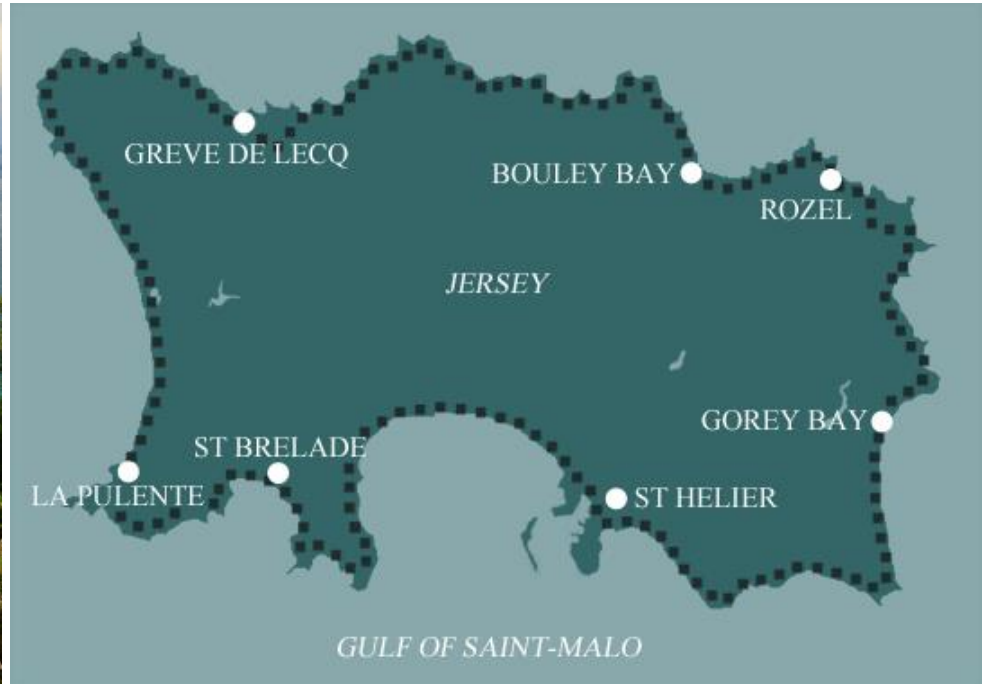 GREVE DE LECQ
BOULEY BAY
ROZEL
JERSEY
GOREY BAY
ST BRELADE
LA PULENTE
ST HELIER
GULF OF SAINT-MALO